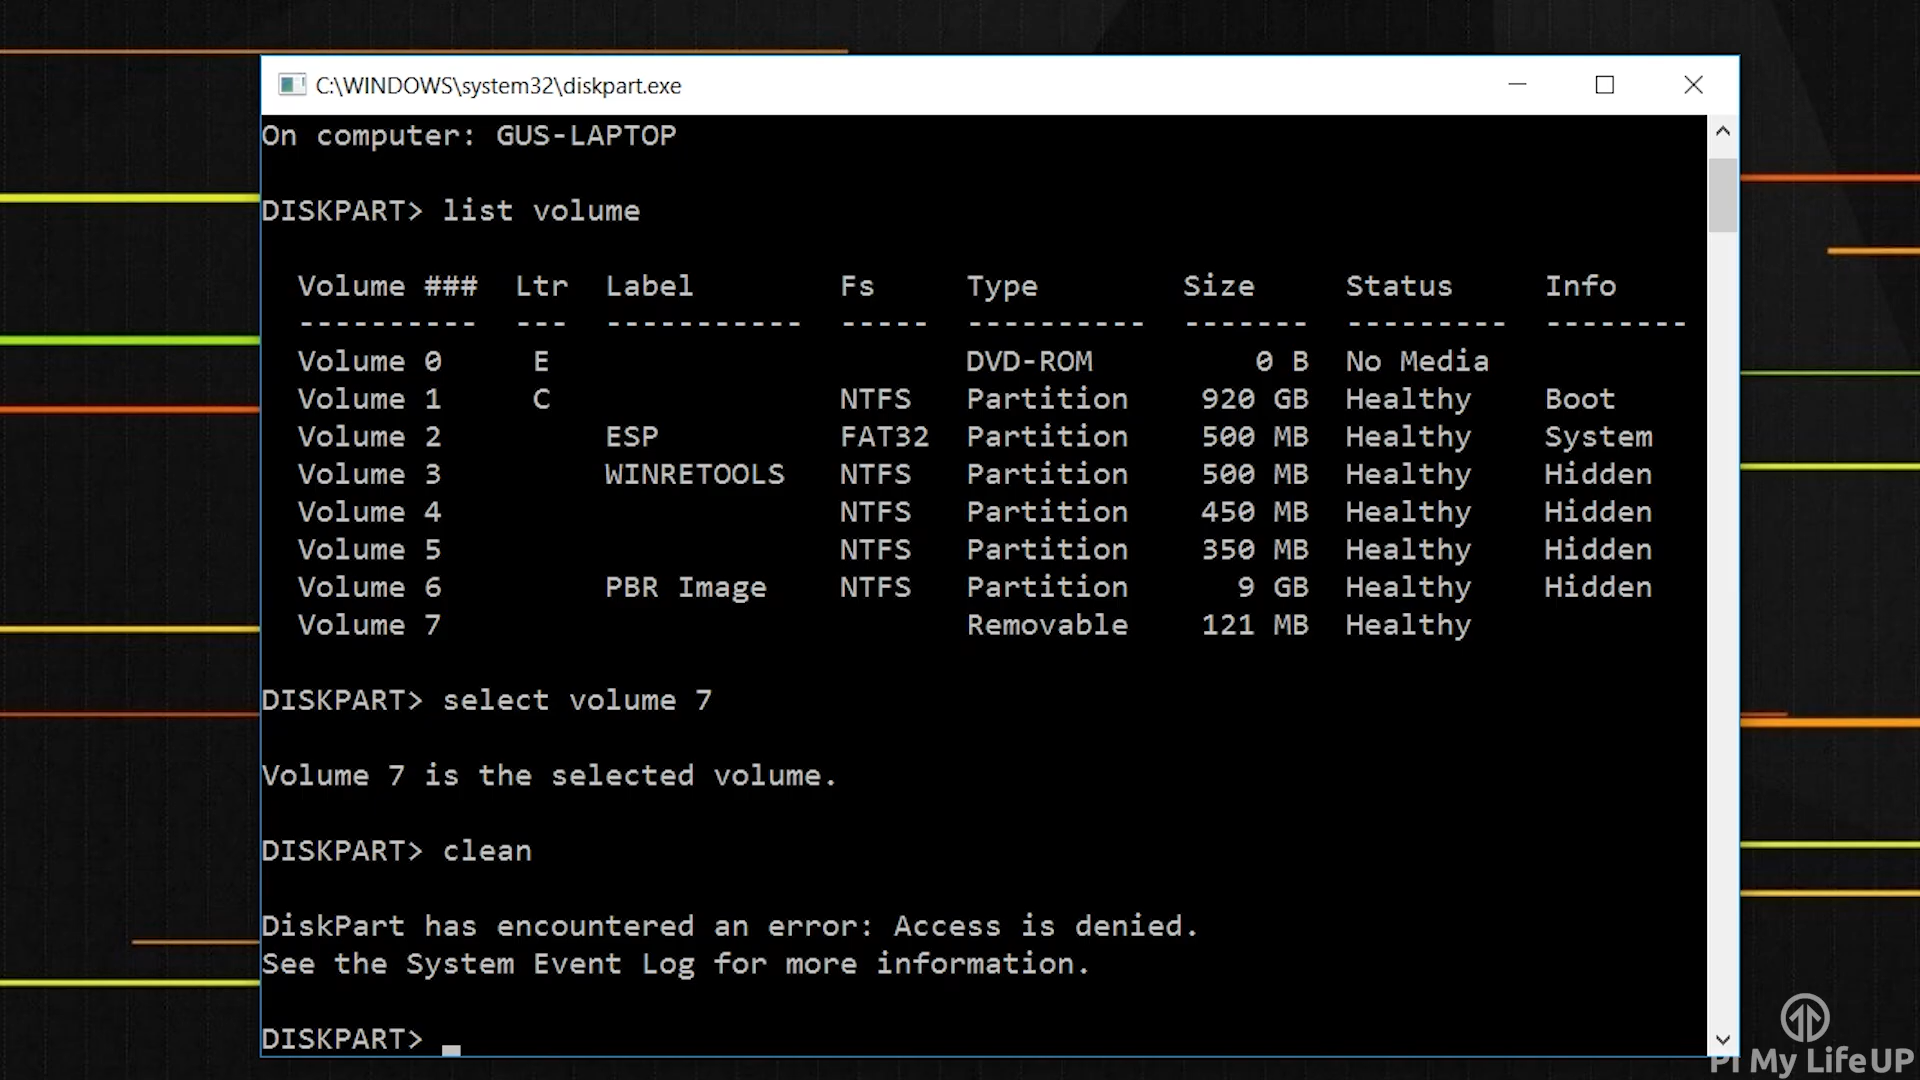 C:\WINDOWS\system32\diskpart.exe
On computer: GUS-LAPTOP
DISKPART> list volume
Volume ### Ltr Label Fs Type Size Status Info
---------- --- ----------- ----- ---------- ------- --------- --------
Volume 0 E DVD-ROM 0 B No Media
Volume 1 C NTFS Partition 920 GB Healthy Boot
Volume 2 ESP FAT32 Partition 500 MB Healthy System
Volume 3 WINRETOOLS NTFS Partition 500 MB Healthy Hidden
Volume 4 NTFS Partition 450 MB Healthy Hidden
Volume 5 NTFS Partition 350 MB Healthy Hidden
Volume 6 PBR Image NTFS Partition 9 GB Healthy Hidden
Volume 7 Removable 121 MB Healthy
DISKPART> select volume 7
Volume 7 is the selected volume.
DISKPART> clean
DiskPart has encountered an error: Access is denied.
See the System Event Log for more information.
DISKPART>
PI My LifeUP